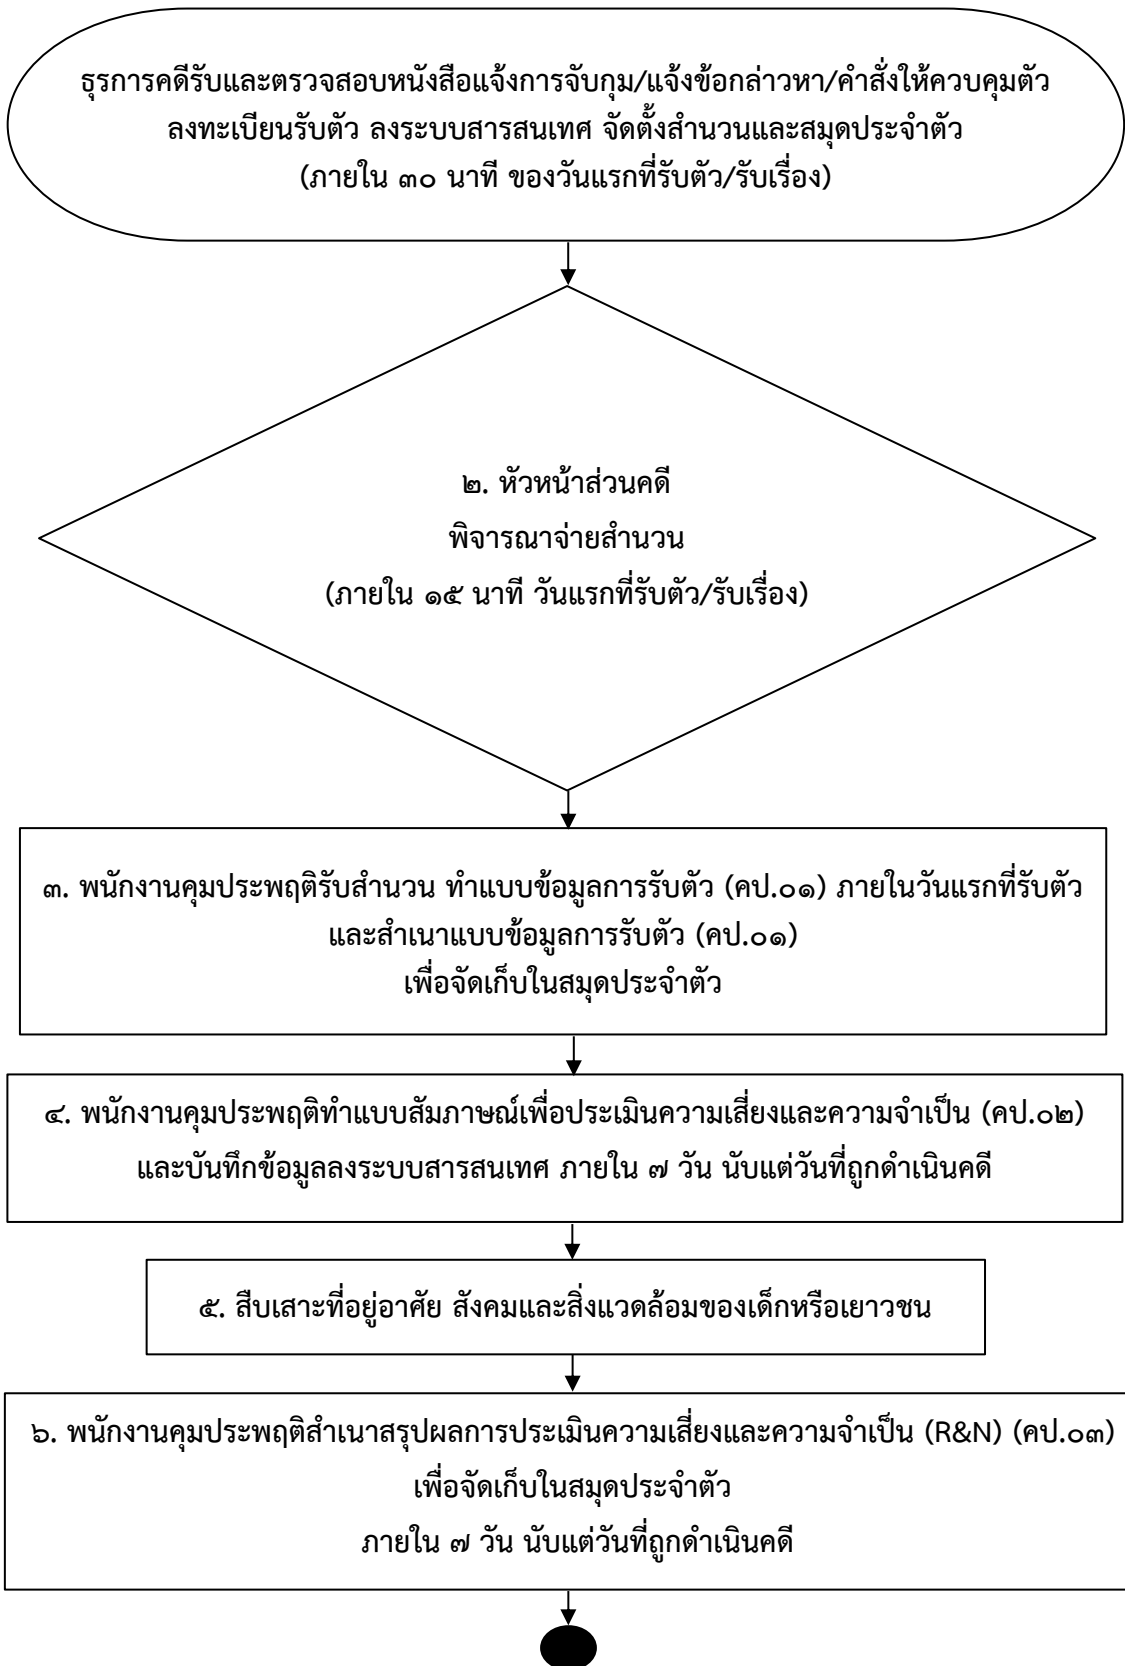 ธุรการคดีรับและตรวจสอบหนังสือแจ้งการจับกุม/แจ้งข้อกล่าวหา/คำสั่งให้ควบคุมตัว
ลงทะเบียนรับตัว ลงระบบสารสนเทศ จัดตั้งสำนวนและสมุดประจำตัว
(ภายใน ๓๐ นาที ของวันแรกที่รับตัว/รับเรื่อง)
๒. หัวหน้าส่วนคดี
พิจารณาจ่ายสำนวน
(ภายใน ๑๕ นาที วันแรกที่รับตัว/รับเรื่อง)
๓. พนักงานคุมประพฤติรับสำนวน ทำแบบข้อมูลการรับตัว (คป.๐๑) ภายในวันแรกที่รับตัว
และสำเนาแบบข้อมูลการรับตัว (คป.๐๑)
เพื่อจัดเก็บในสมุดประจำตัว
๔. พนักงานคุมประพฤติทำแบบสัมภาษณ์เพื่อประเมินความเสี่ยงและความจำเป็น (คป.๐๒)
และบันทึกข้อมูลลงระบบสารสนเทศ ภายใน ๗ วัน นับแต่วันที่ถูกดำเนินคดี
๕. สืบเสาะที่อยู่อาศัย สังคมและสิ่งแวดล้อมของเด็กหรือเยาวชน
๖. พนักงานคุมประพฤติสำเนาสรุปผลการประเมินความเสี่ยงและความจำเป็น (R&N) (คป.๐๓)
เพื่อจัดเก็บในสมุดประจำตัว
ภายใน ๗ วัน นับแต่วันที่ถูกดำเนินคดี